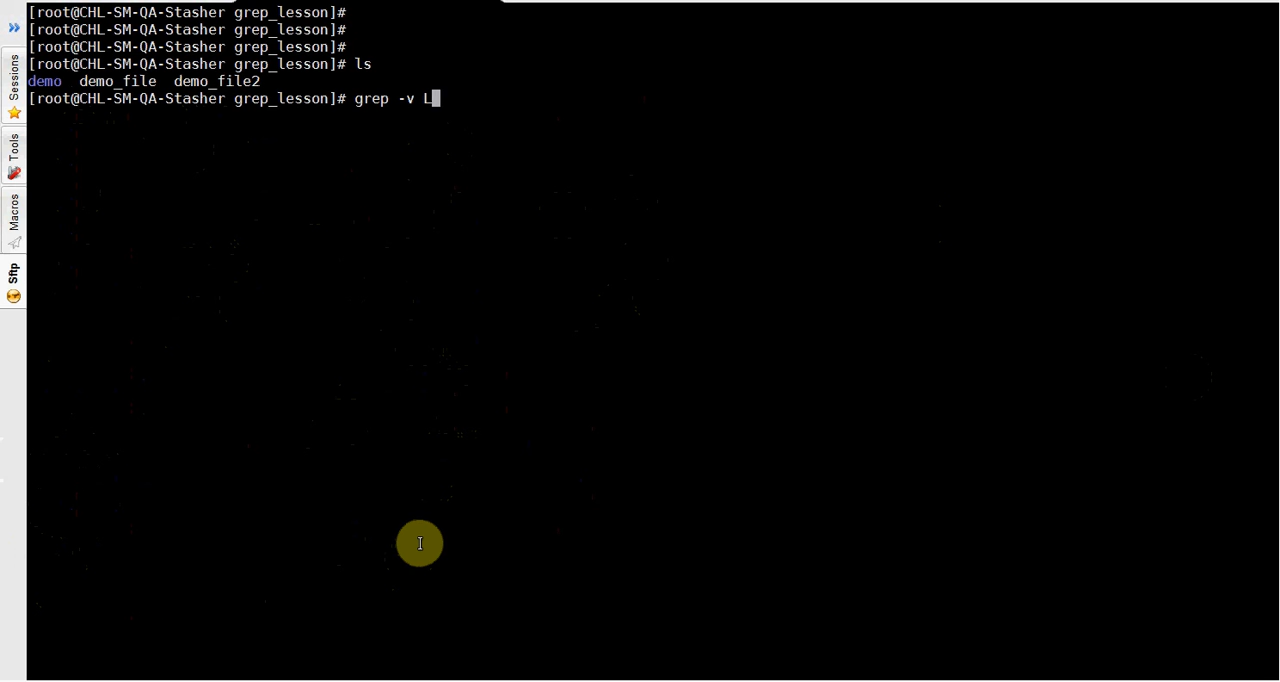 [root@CHL-SM-QA-Stasher grep_lesson]#
[root@CHL-SM-QA-Stasher grep_lesson]#
[root@CHL-SM-QA-Stasher grep_lesson]#
[root@CHL-SM-QA-Stasher grep_lesson]# ls
demo  demo_file  demo_file2
[root@CHL-SM-QA-Stasher grep_lesson]# grep -v L
Sessions
Tools
Macros
Sftp